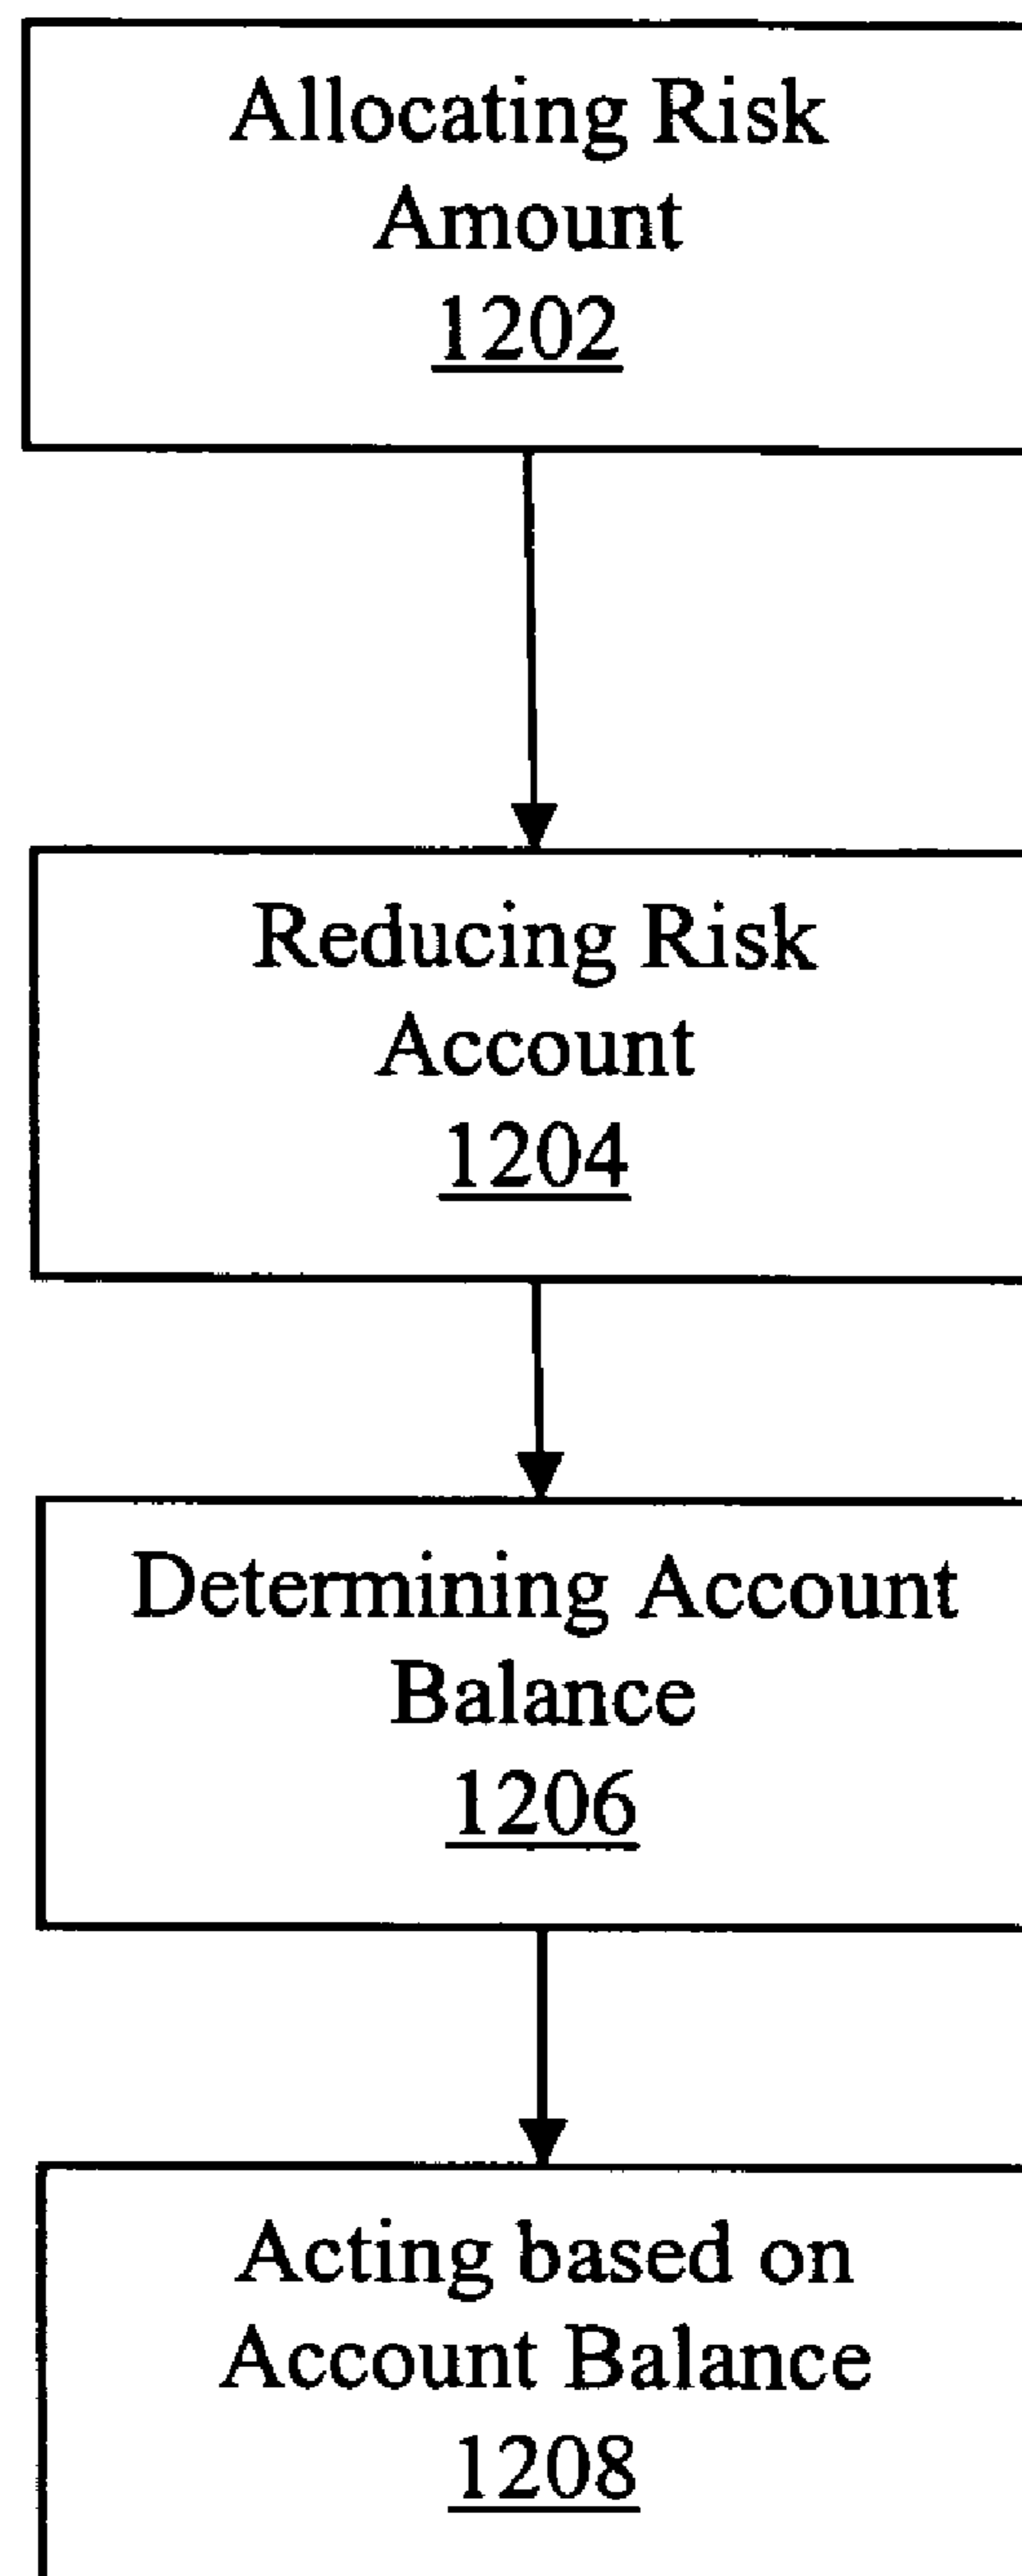 Allocating Risk
Amount
1202
Reducing Risk
Account
1204
Determining Account
Balance
1206
Acting based on
Account Balance
1208